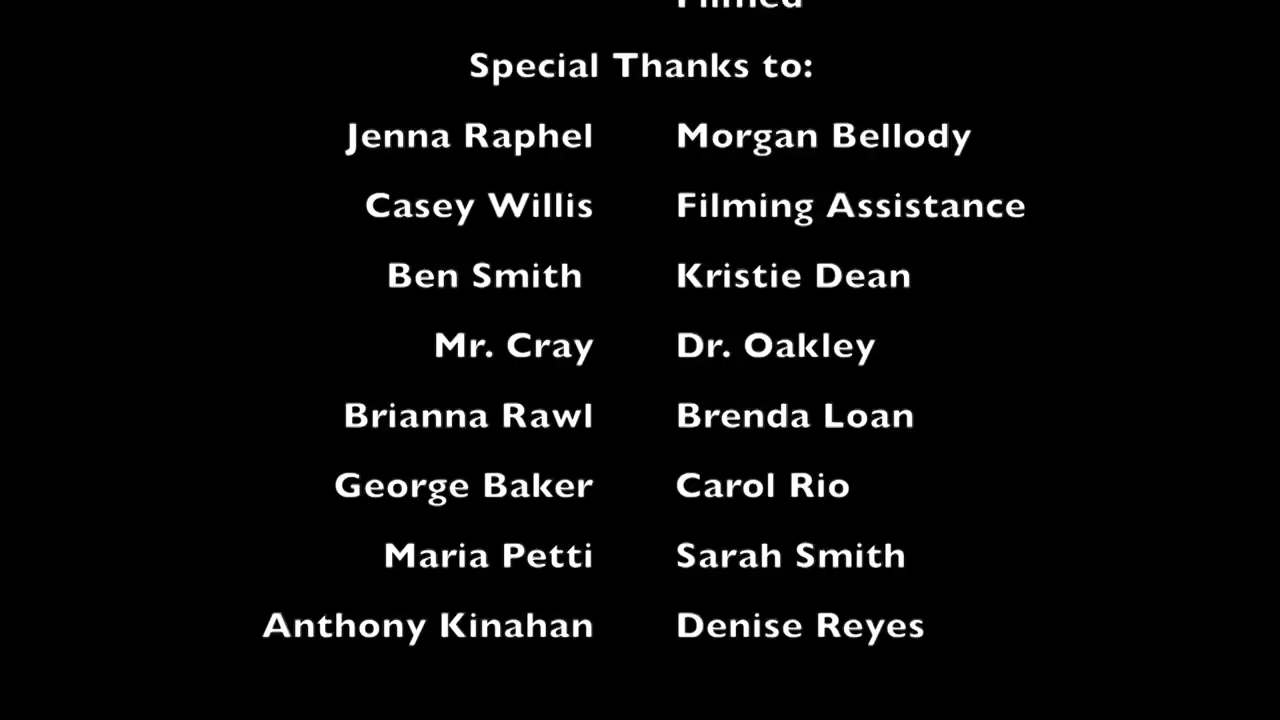 Filmed
Special Thanks to:
Jenna Raphel Morgan Bellody
Casey Willis Filming Assistance
Ben Smith Kristie Dean
Mr. Cray Dr. Oakley
Brianna Rawl Brenda Loan
George Baker Carol Rio
Maria Petti Sarah Smith
Anthony Kinahan Denise Reyes